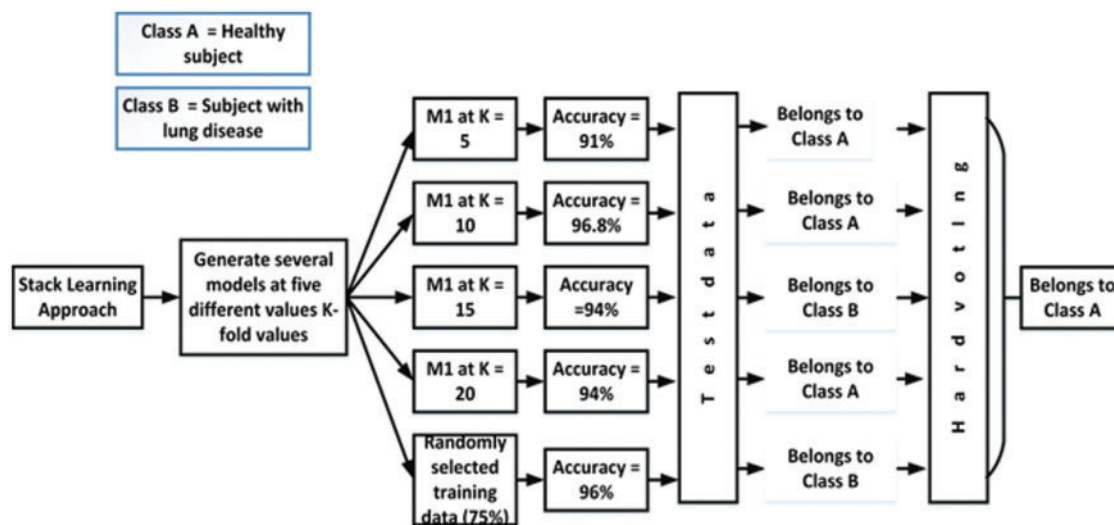 Class A = Healthy
subject
Class B = Subject with
lung disease
Stack Learning
Approach
Generate several
models at five
different values K-
fold values
M1 at K =
5
Accuracy =
91%
Belongs to
Class A
M1 at K =
10
Accuracy =
96.8%
Belongs to
Class A
M1 at K =
15
Accuracy
=94%
Belongs to
Class B
M1 at K =
20
Accuracy =
94%
Belongs to
Class A
Randomly
selected
training
data (75%)
Accuracy =
96%
Belongs to
Class B
Test data
Hard voting
Belongs to
Class A